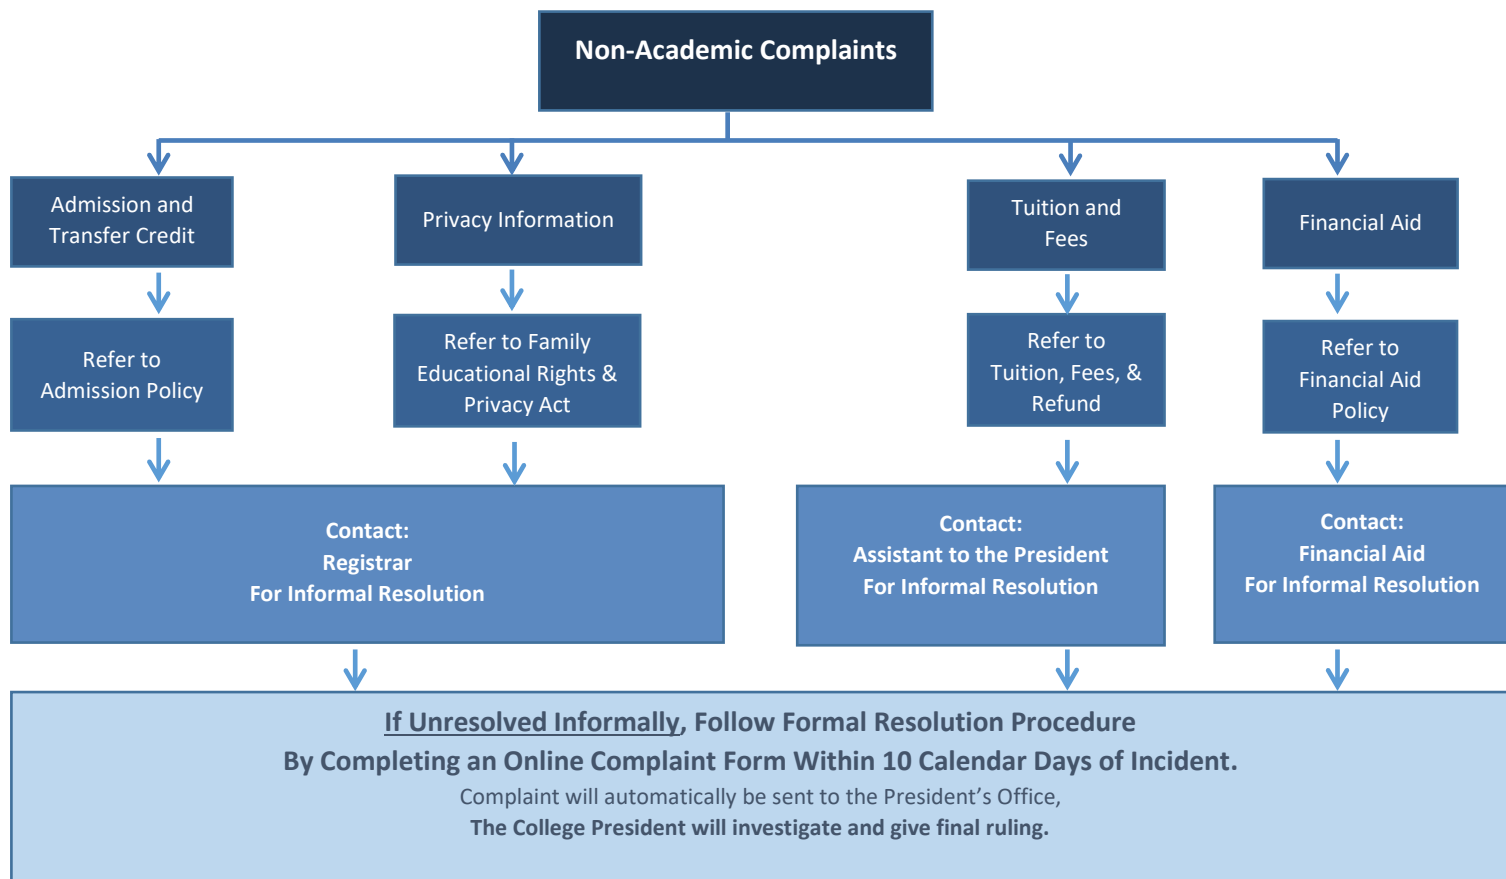 Non-Academic Complaints
Admission and
Transfer Credit
Privacy Information
Tuition and
Fees
Financial Aid
Refer to
Admission Policy
Refer to Family
Educational Rights &
Privacy Act
Refer to
Tuition, Fees, &
Refund
Refer to
Financial Aid
Policy
Contact:
Registrar
For Informal Resolution
Contact:
Assistant to the President
For Informal Resolution
Contact:
Financial Aid
For Informal Resolution
If Unresolved Informally, Follow Formal Resolution Procedure
By Completing an Online Complaint Form Within 10 Calendar Days of Incident.
Complaint will automatically be sent to the President’s Office,
The College President will investigate and give final ruling.